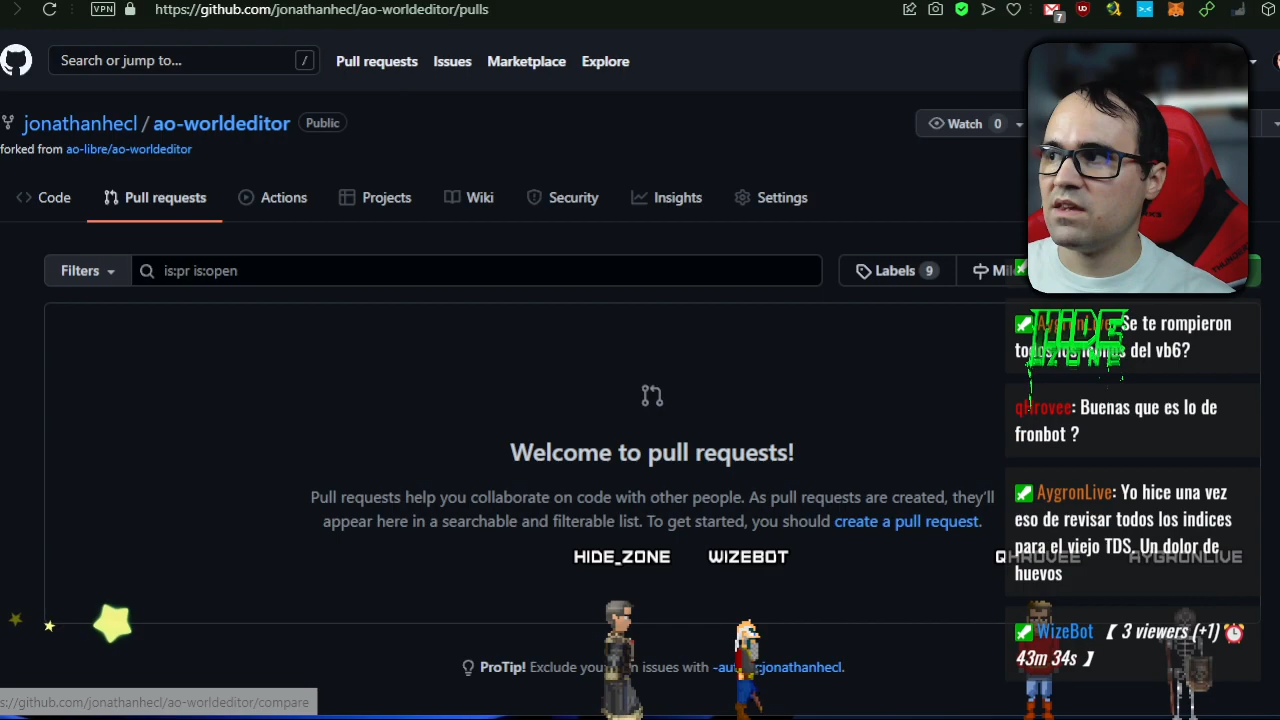 VPN https://github.com/jonathanhecl/ao-worldeditor/pulls
7
Search or jump to... /
Pull requests Issues Marketplace Explore
jonathanhecl / ao-worldeditor Public
Watch 0
forked from ao-libre/ao-worldeditor
Code Pull requests Actions Projects Wiki Security Insights Settings
Filters is:pr is:open Labels 9
Welcome to pull requests!
Pull requests help you collaborate on code with other people. As pull requests are created, they'll
appear here in a searchable and filterable list. To get started, you should create a pull request.
ProTip! Exclude
issues with
jonathanhecl.
s://github.com/jonathanhecl/ao-worldeditor/compare
HIDE_ZONE WIZEBOT QHROVEE AYGRONLIVE
HIDE
ZONE
AygronLive: Se te rompieron
todos los iconos del vb6?
qhrovee: Buenas que es lo de
fronbot ?
AygronLive: Yo hice una vez
eso de revisar todos los indices
para el viejo TDS. Un dolor de
huevos
WizeBot 【 3 viewers (+1) ⏰
43m 34s 】